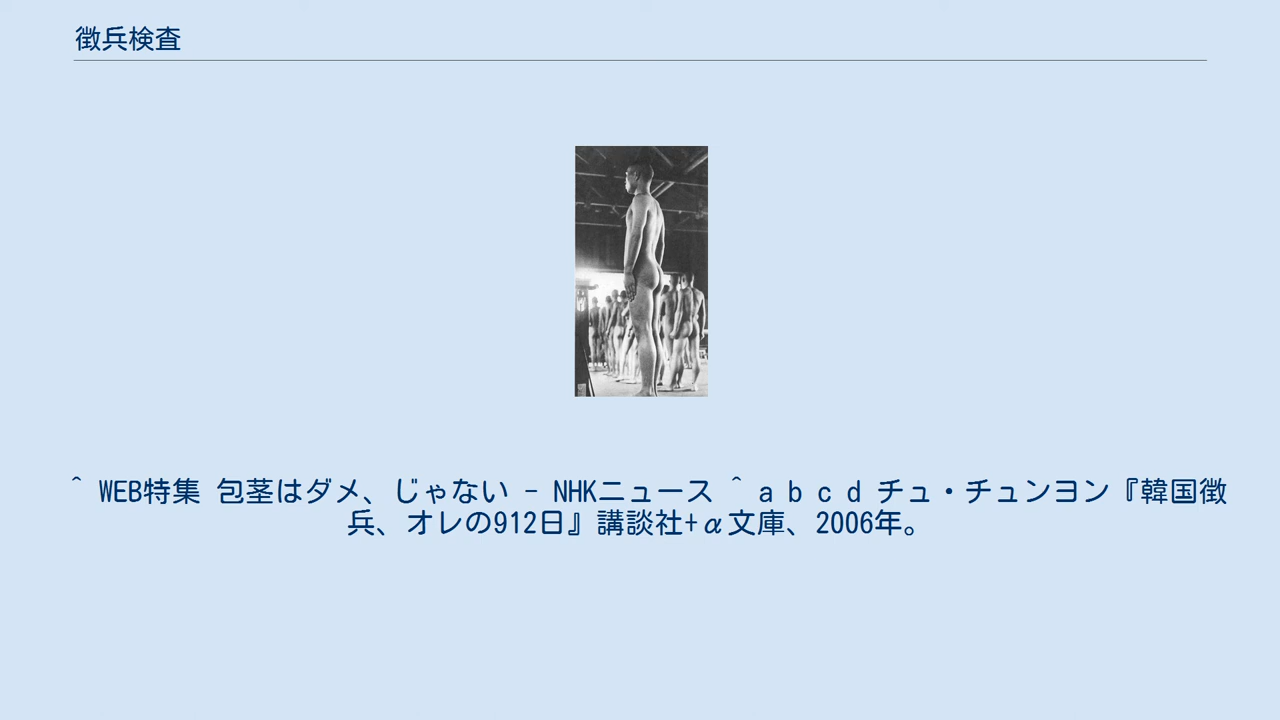 徴兵検査
^ WEB特集 包茎はダメ、じゃない - NHKニュース ^ a b c d チュ・チュンヨン『韓国徴
兵、オレの912日』講談社+α文庫、2006年。